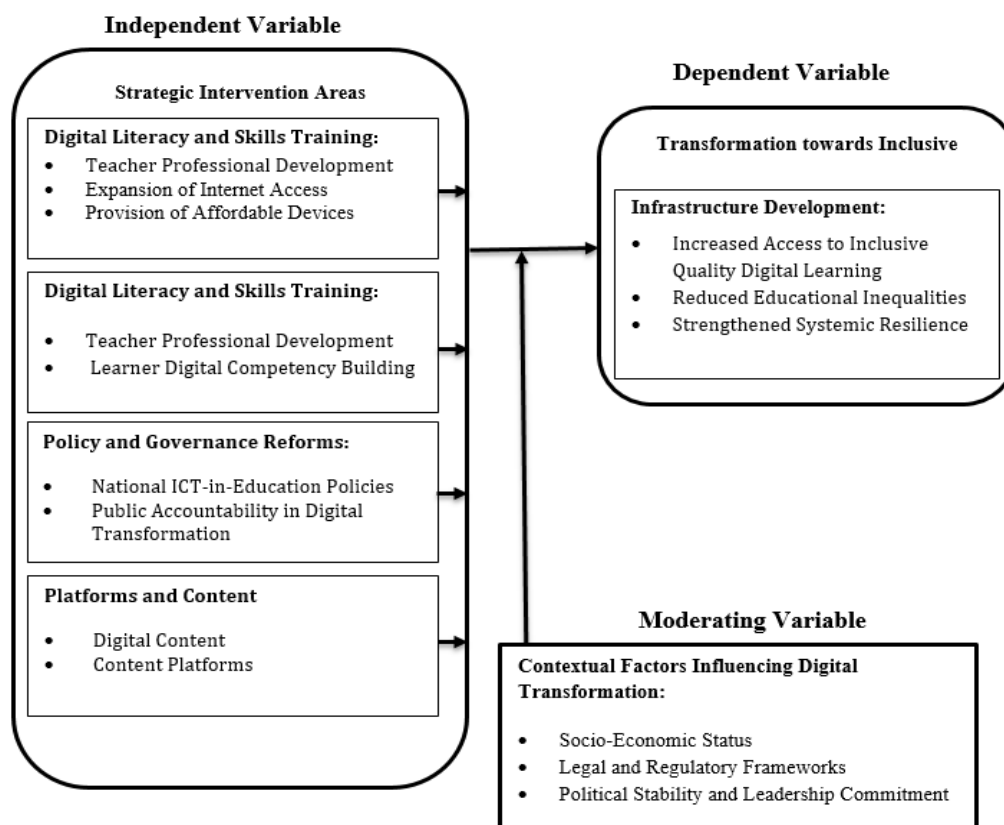 Independent Variable
Strategic Intervention Areas
Digital Literacy and Skills Training:
• Teacher Professional Development
• Expansion of Internet Access
• Provision of Affordable Devices
Digital Literacy and Skills Training:
• Teacher Professional Development
• Learner Digital Competency Building
Policy and Governance Reforms:
• National ICT-in-Education Policies
• Public Accountability in Digital
Transformation
Platforms and Content
• Digital Content
• Content Platforms
Dependent Variable
Transformation towards Inclusive
Infrastructure Development:
• Increased Access to Inclusive
Quality Digital Learning
• Reduced Educational Inequalities
• Strengthened Systemic Resilience
Moderating Variable
Contextual Factors Influencing Digital
Transformation:
• Socio-Economic Status
• Legal and Regulatory Frameworks
• Political Stability and Leadership Commitment